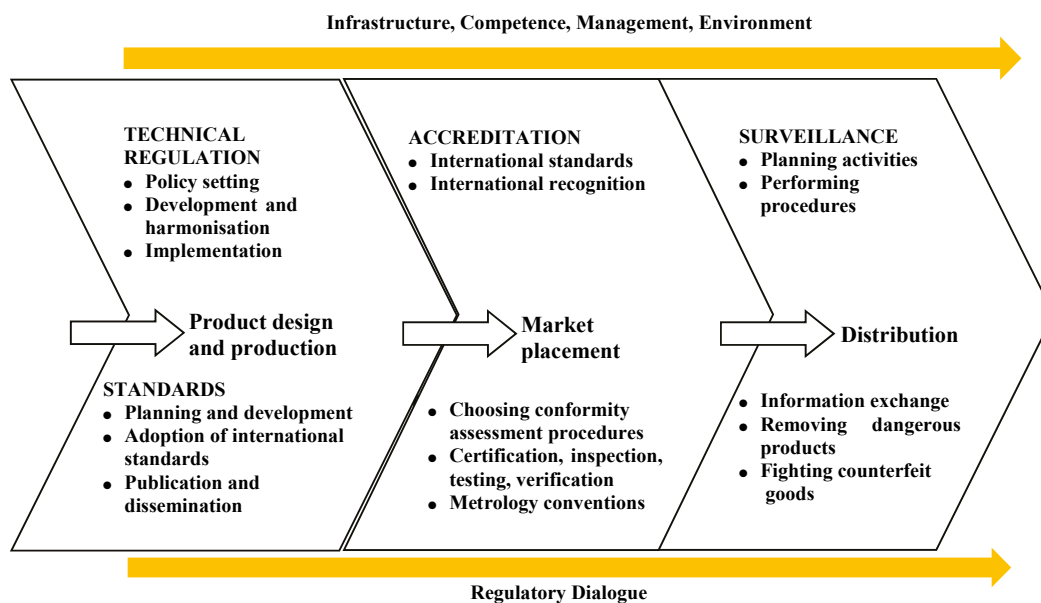 Infrastructure, Competence, Management, Environment
TECHNICAL
REGULATION
● Policy setting
● Development and
harmonisation
● Implementation
Product design
and production
STANDARDS
● Planning and development
● Adoption of international
standards
● Publication and
dissemination
ACCREDITATION
● International standards
● International recognition
Market
placement
● Choosing conformity
assessment procedures
● Certification, inspection,
testing, verification
● Metrology conventions
SURVEILLANCE
● Planning activities
● Performing
procedures
Distribution
● Information exchange
● Removing dangerous
products
● Fighting counterfeit
goods
Regulatory Dialogue